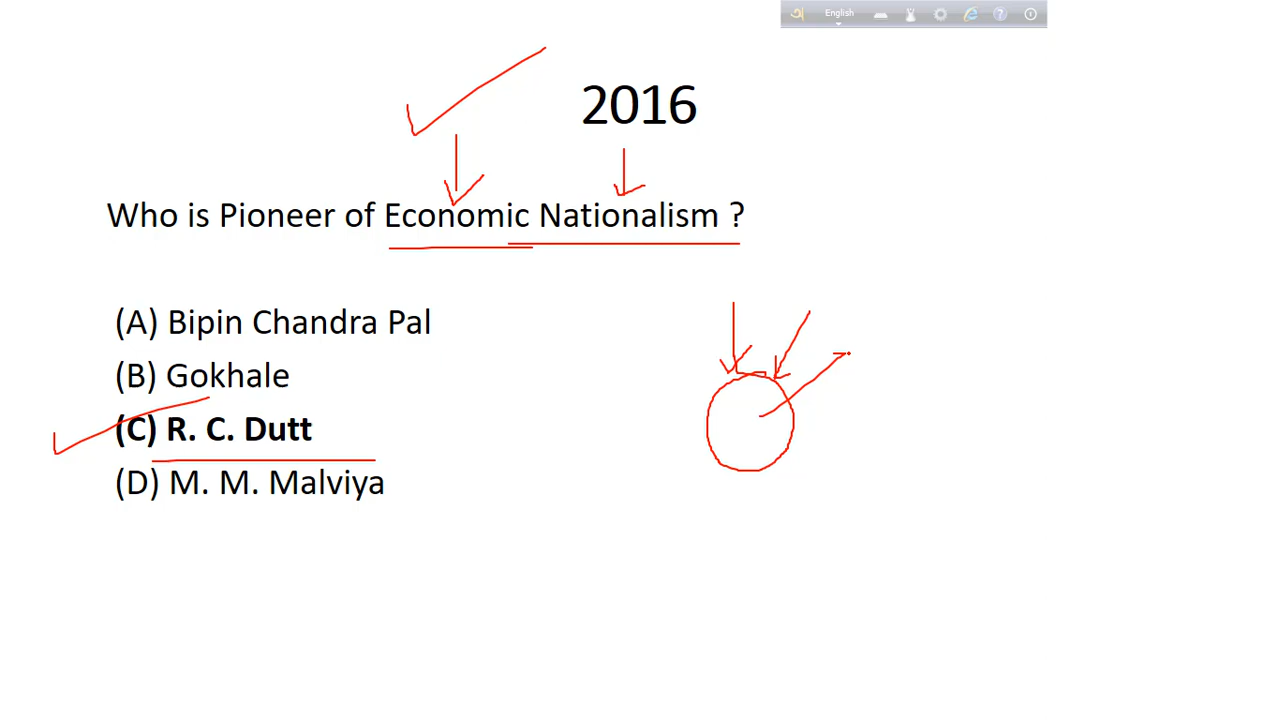 અ English
2016
Who is Pioneer of Economic Nationalism ?
(A) Bipin Chandra Pal
(B) Gokhale
(C) R. C. Dutt
(D) M. M. Malviya